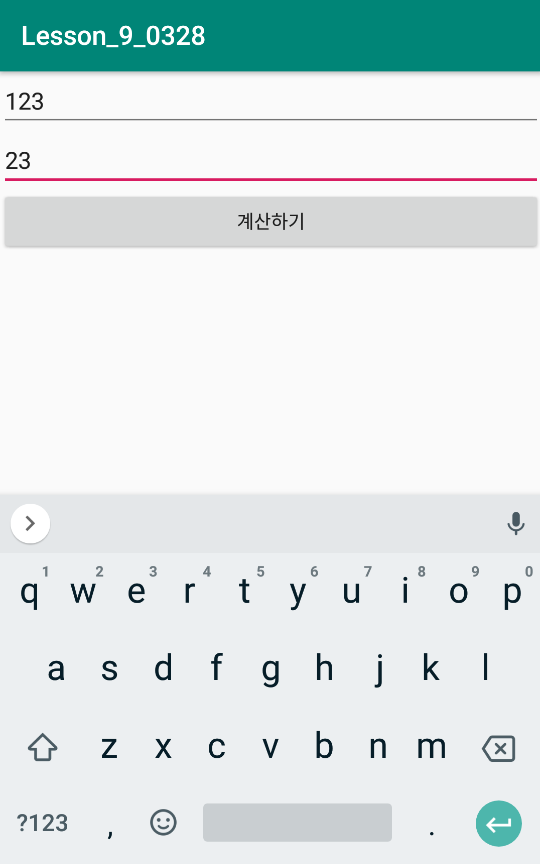 Lesson_9_0328
123
23
계산하기
1 2 3 4 5 6 7 8 9 0
q w e r t y u i o p
a s d f g h j k l
z x c v b n m
?123 , .